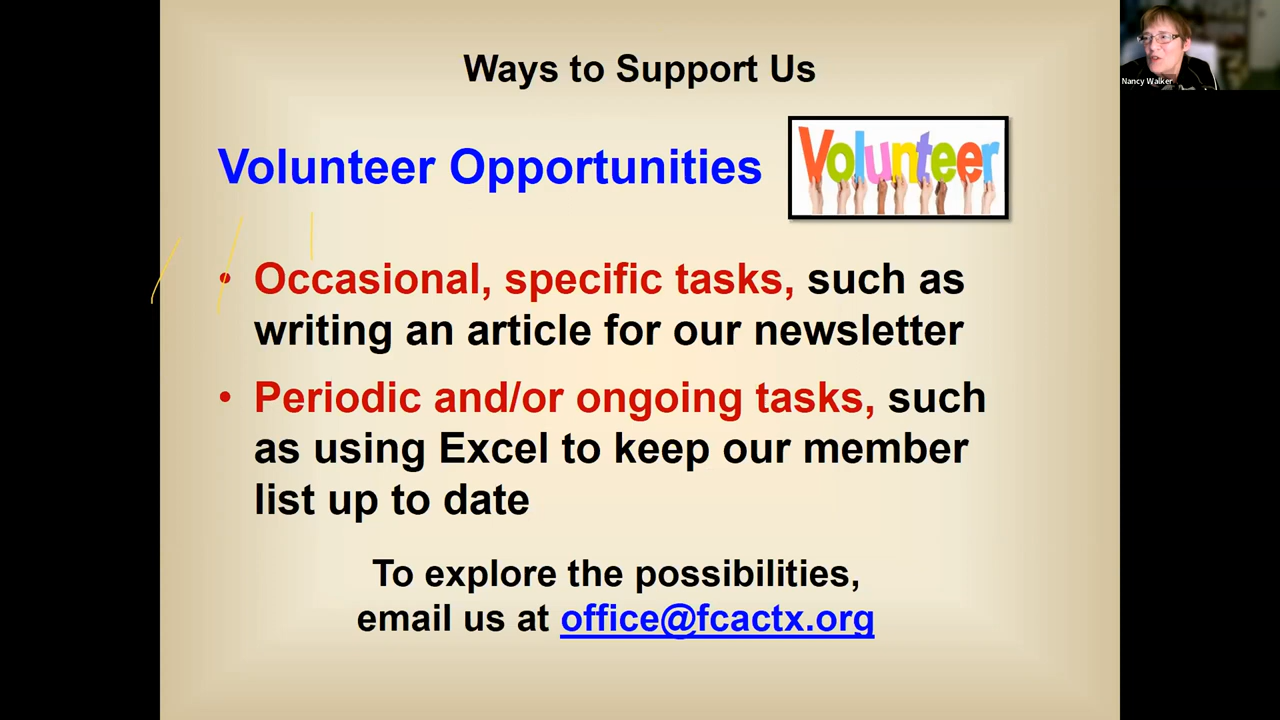 Ways to Support Us
Volunteer Opportunities
Volunteer
• Occasional, specific tasks, such as
writing an article for our newsletter
• Periodic and/or ongoing tasks, such
as using Excel to keep our member
list up to date
To explore the possibilities,
email us at office@fcactx.org
Nancy Walker